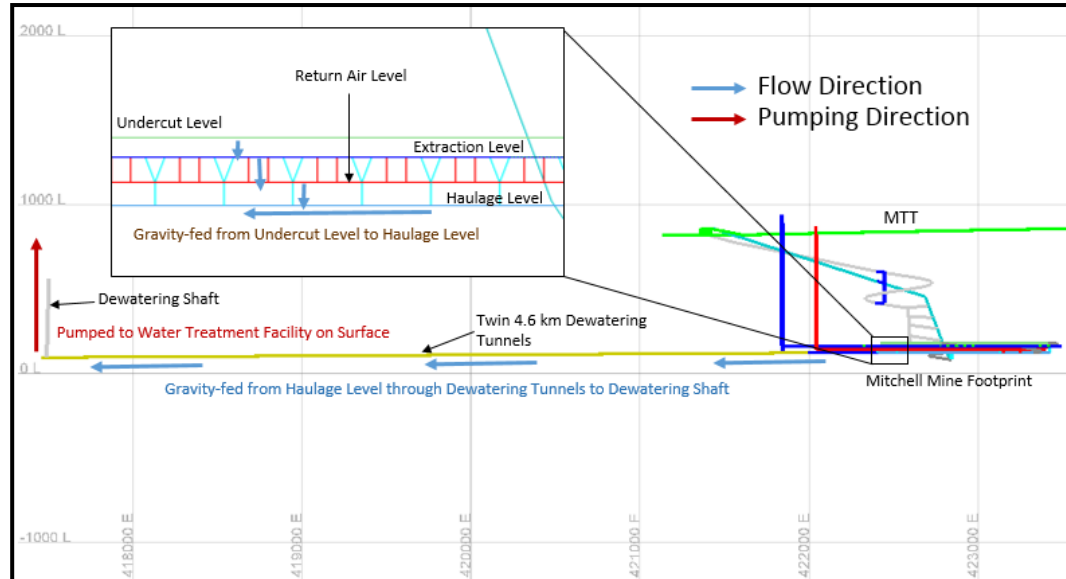 2000 L
Return Air Level
Undercut Level
Extraction Level
Haulage Level
Gravity-fed from Undercut Level to Haulage Level
Flow Direction
Pumping Direction
1000 L
MTT
Dewatering Shaft
Pumped to Water Treatment Facility on Surface
Twin 4.6 km Dewatering
Tunnels
0 L
Mitchell Mine Footprint
Gravity-fed from Haulage Level through Dewatering Tunnels to Dewatering Shaft
-1000 L
418000 E
419000 E
420000 E
421000 E
422000 E
423000 E